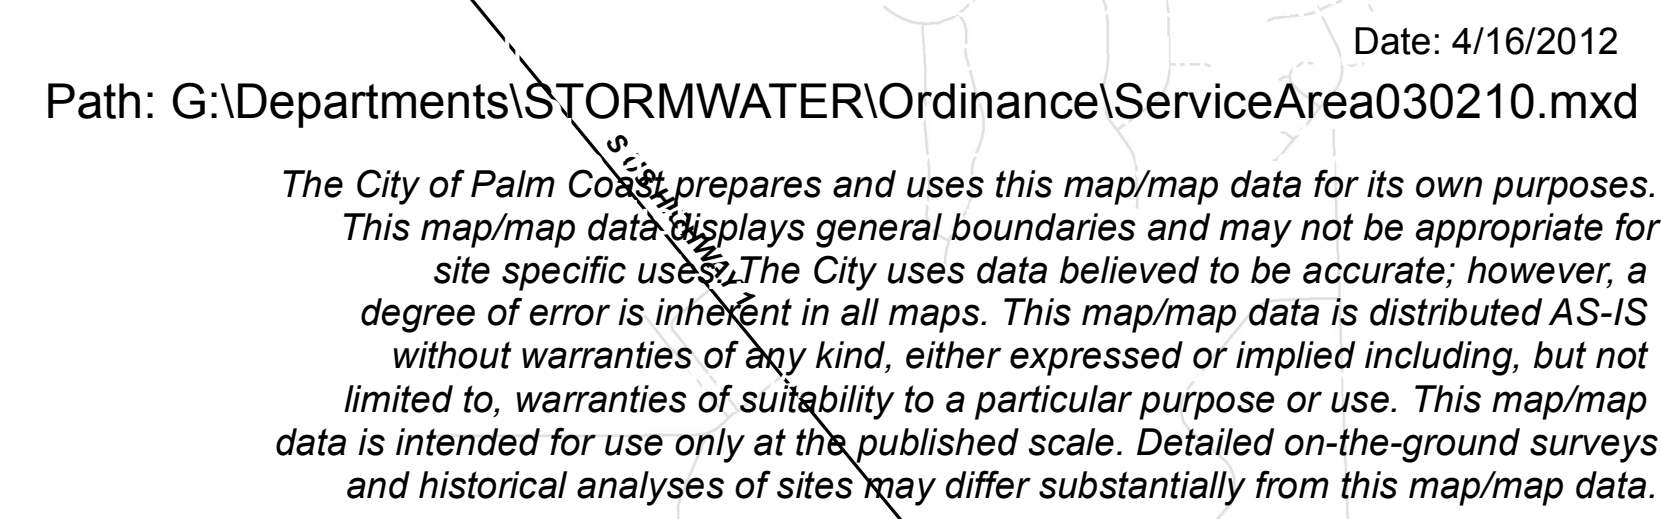 Date: 4/16/2012
Path: G:\Departments\STORMWATER\Ordinance\ServiceArea030210.mxd
S US HIGHWAY 1
The City of Palm Coast prepares and uses this map/map data for its own purposes.
This map/map data displays general boundaries and may not be appropriate for
site specific uses. The City uses data believed to be accurate; however, a
degree of error is inherent in all maps. This map/map data is distributed AS-IS
without warranties of any kind, either expressed or implied including, but not
limited to, warranties of suitability to a particular purpose or use. This map/map
data is intended for use only at the published scale. Detailed on-the-ground surveys
and historical analyses of sites may differ substantially from this map/map data.